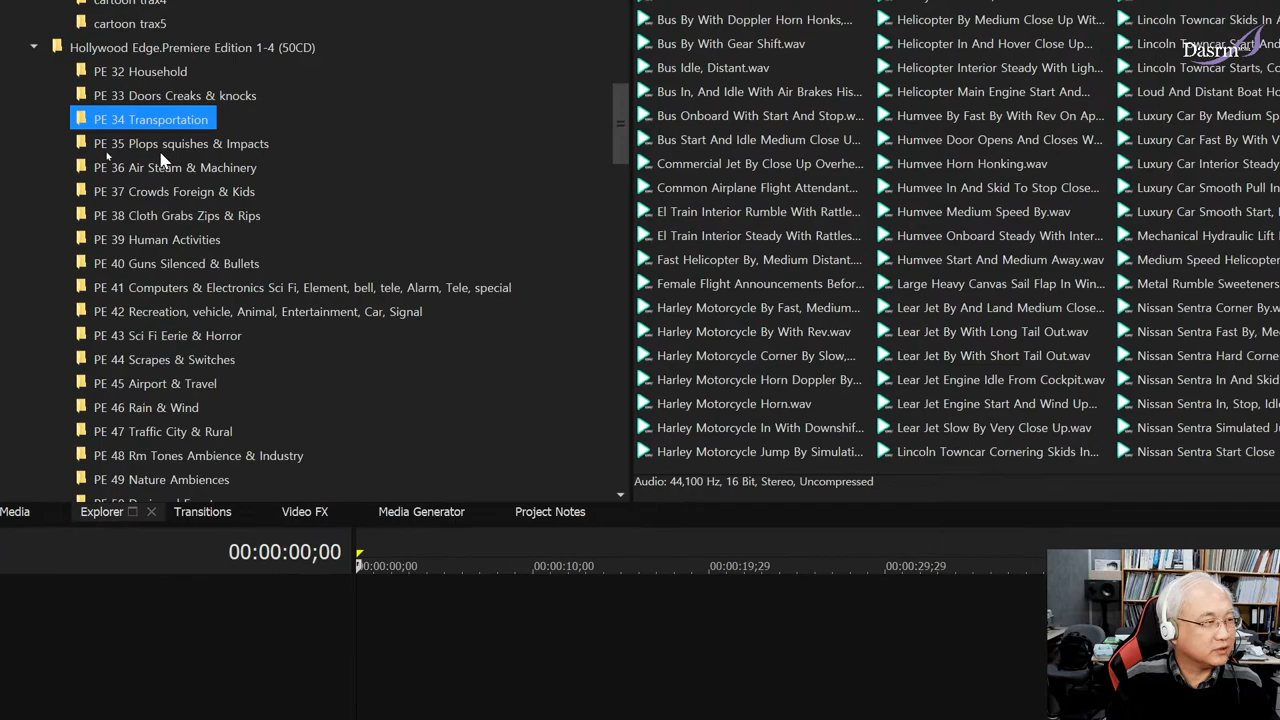 cartoon trax4
cartoon trax5
Hollywood Edge.Premiere Edition 1-4 (50CD)
PE 32 Household
PE 33 Doors Creaks & knocks
PE 34 Transportation
PE 35 Plops squishes & Impacts
PE 36 Air Steam & Machinery
PE 37 Crowds Foreign & Kids
PE 38 Cloth Grabs Zips & Rips
PE 39 Human Activities
PE 40 Guns Silenced & Bullets
PE 41 Computers & Electronics Sci Fi, Element, bell, tele, Alarm, Tele, special
PE 42 Recreation, vehicle, Animal, Entertainment, Car, Signal
PE 43 Sci Fi Eerie & Horror
PE 44 Scrapes & Switches
PE 45 Airport & Travel
PE 46 Rain & Wind
PE 47 Traffic City & Rural
PE 48 Rm Tones Ambience & Industry
PE 49 Nature Ambiences
Bus By With Doppler Horn Honks,...
Bus By With Gear Shift.wav
Bus Idle, Distant.wav
Bus In, And Idle With Air Brakes His...
Bus Onboard With Start And Stop.w...
Bus Start And Idle Medium Close U...
Commercial Jet By Close Up Overhe...
Common Airplane Flight Attendant...
El Train Interior Rumble With Rattle...
El Train Interior Steady With Rattles...
Fast Helicopter By, Medium Distant...
Female Flight Announcements Befor...
Harley Motorcycle By Fast, Medium...
Harley Motorcycle By With Rev.wav
Harley Motorcycle Corner By Slow,...
Harley Motorcycle Horn Doppler By...
Harley Motorcycle Horn.wav
Harley Motorcycle In With Downshif...
Harley Motorcycle Jump By Simulati...
Helicopter By Medium Close Up Wit...
Helicopter In And Hover Close Up...
Helicopter Interior Steady With Ligh...
Helicopter Main Engine Start And...
Humvee By Fast By With Rev On Ap...
Humvee Horn Honking.wav
Humvee In And Skid To Stop Close...
Humvee Medium Speed By.wav
Humvee Onboard Steady With Inter...
Humvee Start And Medium Away.wav
Large Heavy Canvas Sail Flap In Win...
Lear Jet By And Land Medium Close...
Lear Jet By With Long Tail Out.wav
Lear Jet By With Short Tail Out.wav
Lear Jet Engine Idle From Cockpit.wav
Lear Jet Engine Start And Wind Up...
Lear Jet Slow By Very Close Up.wav
Lincoln Towncar Cornering Skids In...
Lincoln Towncar Skids In A
Lincoln Towncar Start And
Lincoln Towncar Starts, Co
Loud And Distant Boat Ho
Luxury Car By Medium Spe
Luxury Car Fast By With V
Luxury Car Interior Steady
Luxury Car Smooth Pull In
Luxury Car Smooth Start, I
Mechanical Hydraulic Lift I
Medium Speed Helicopter
Metal Rumble Sweeteners
Nissan Sentra Corner By.w
Nissan Sentra Fast By, Med
Nissan Sentra Hard Corner
Nissan Sentra In And Skid
Nissan Sentra In, Stop, Idle
Nissan Sentra Simulated Ju
Nissan Sentra Start Close
Dasrm
Audio: 44,100 Hz, 16 Bit, Stereo, Uncompressed
Media Explorer Transitions Video FX Media Generator Project Notes
00:00:00;00
00:00:00;00 00:00:10;00 00:00:19;29 00:00:29;29